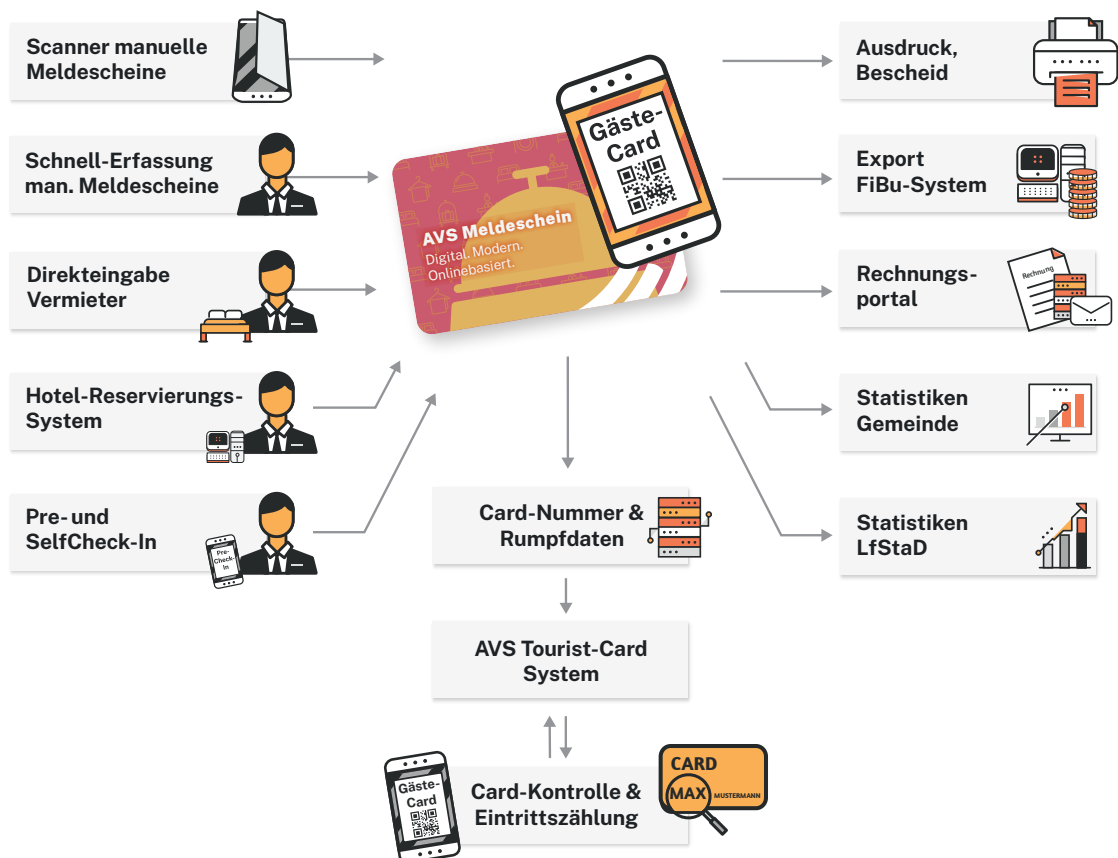 Scanner manuelle
Meldescheine
Schnell-Erfassung
man. Meldescheine
Direkteingabe
Vermieter
Hotel-Reservierungs-
System
Pre- und
SelfCheck-In
Pre-
Check-
In
AVS Meldeschein
Digital. Modern.
Onlinebasiert.
Gäste-
Card
Card-Nummer &
Rumpfdaten
AVS Tourist-Card
System
Gäste-
Card
Card-Kontrolle &
Eintrittszählung
CARD
MAX MUSTERMANN
Ausdruck,
Bescheid
Export
FiBu-System
Rechnungs-
portal
Rechnung
Statistiken
Gemeinde
Statistiken
LfStaD